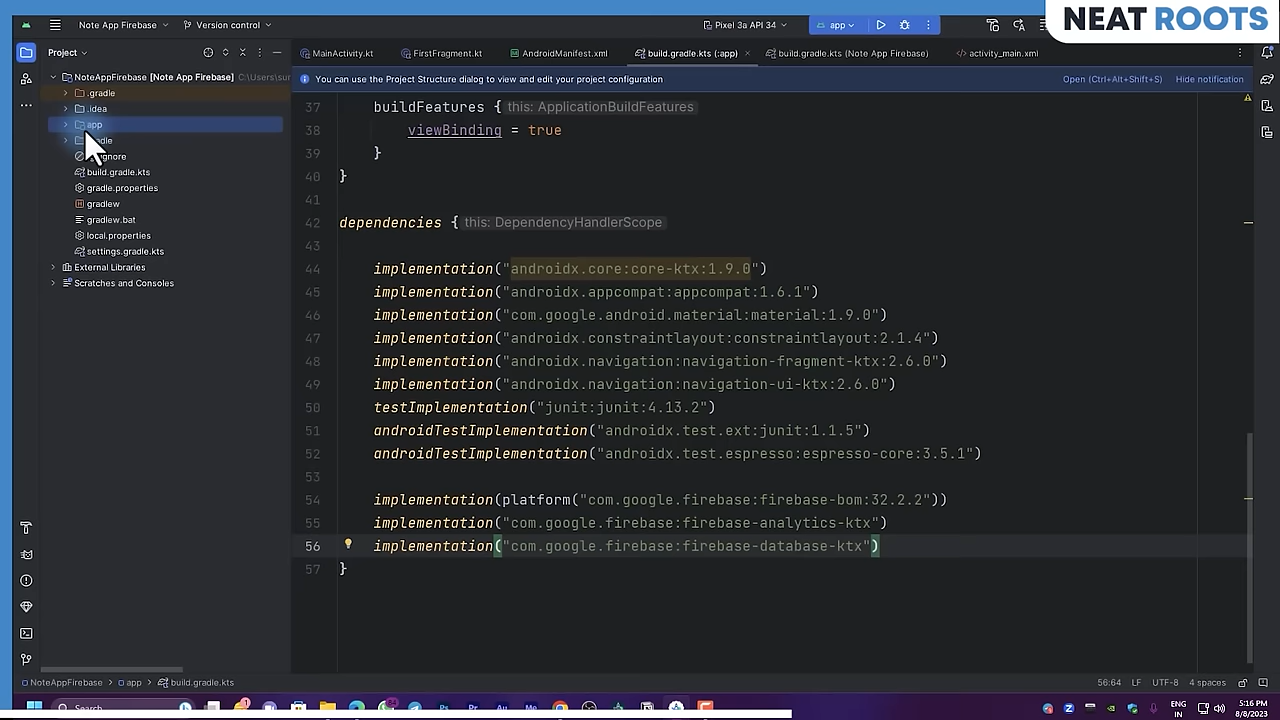 NEAT ROOTS
Note App Firebase
Version control
Pixel 3a API 34
app
Project
MainActivity.kt
FirstFragment.kt
AndroidManifest.xml
build.gradle.kts (:app)
build.gradle.kts (Note App Firebase)
activity_main.xml
You can use the Project Structure dialog to view and edit your project configuration
Open (Ctrl+Alt+Shift+S)
Hide notification
NoteAppFirebase [Note App Firebase]
.gradle
.idea
app
build.gradle.kts
gradle.properties
gradlew
gradlew.bat
local.properties
settings.gradle.kts
External Libraries
Scratches and Consoles
37 buildFeatures { this: ApplicationBuildFeatures
38 viewBinding = true
39 }
40 }
41
42 dependencies { this: DependencyHandlerScope
43
44 implementation("androidx.core:core-ktx:1.9.0")
45 implementation("androidx.appcompat:appcompat:1.6.1")
46 implementation("com.google.android.material:material:1.9.0")
47 implementation("androidx.constraintlayout:constraintlayout:2.1.4")
48 implementation("androidx.navigation:navigation-fragment-ktx:2.6.0")
49 implementation("androidx.navigation:navigation-ui-ktx:2.6.0")
50 testImplementation("junit:junit:4.13.2")
51 androidTestImplementation("androidx.test.ext:junit:1.1.5")
52 androidTestImplementation("androidx.test.espresso:espresso-core:3.5.1")
53
54 implementation(platform("com.google.firebase:firebase-bom:32.2.2"))
55 implementation("com.google.firebase:firebase-analytics-ktx")
56 implementation("com.google.firebase:firebase-database-ktx")
57 }
NoteAppFirebase > app > build.gradle.kts
56:64 LF UTF-8 4 spaces
Search
ENG
IN
5:16 PM
8/8/2023